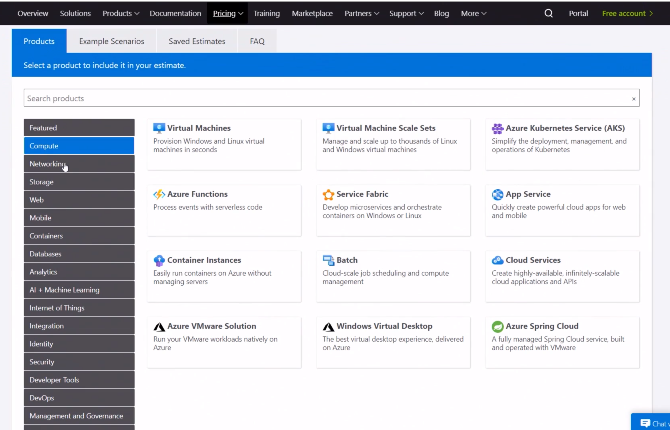 Overview Solutions Products Documentation Pricing Training Marketplace Partners Support Blog More Portal Free account
Products Example Scenarios Saved Estimates FAQ
Select a product to include it in your estimate.
Search products
Featured
Compute
Networking
Storage
Web
Mobile
Containers
Databases
Analytics
AI + Machine Learning
Internet of Things
Integration
Identity
Security
Developer Tools
DevOps
Management and Governance
Virtual Machines
Provision Windows and Linux virtual
machines in seconds
Virtual Machine Scale Sets
Manage and scale up to thousands of Linux
and Windows virtual machines
Azure Kubernetes Service (AKS)
Simplify the deployment, management, and
operations of Kubernetes
Azure Functions
Process events with serverless code
Service Fabric
Develop microservices and orchestrate
containers on Windows or Linux
App Service
Quickly create powerful cloud apps for web
and mobile
Container Instances
Easily run containers on Azure without
managing servers
Batch
Cloud-scale job scheduling and compute
management
Cloud Services
Create highly-available, infinitely-scalable
cloud applications and APIs
Azure VMware Solution
Run your VMware workloads natively on
Azure
Windows Virtual Desktop
The best virtual desktop experience, delivered
on Azure
Azure Spring Cloud
A fully managed Spring Cloud service, built
and operated with VMware
Chat